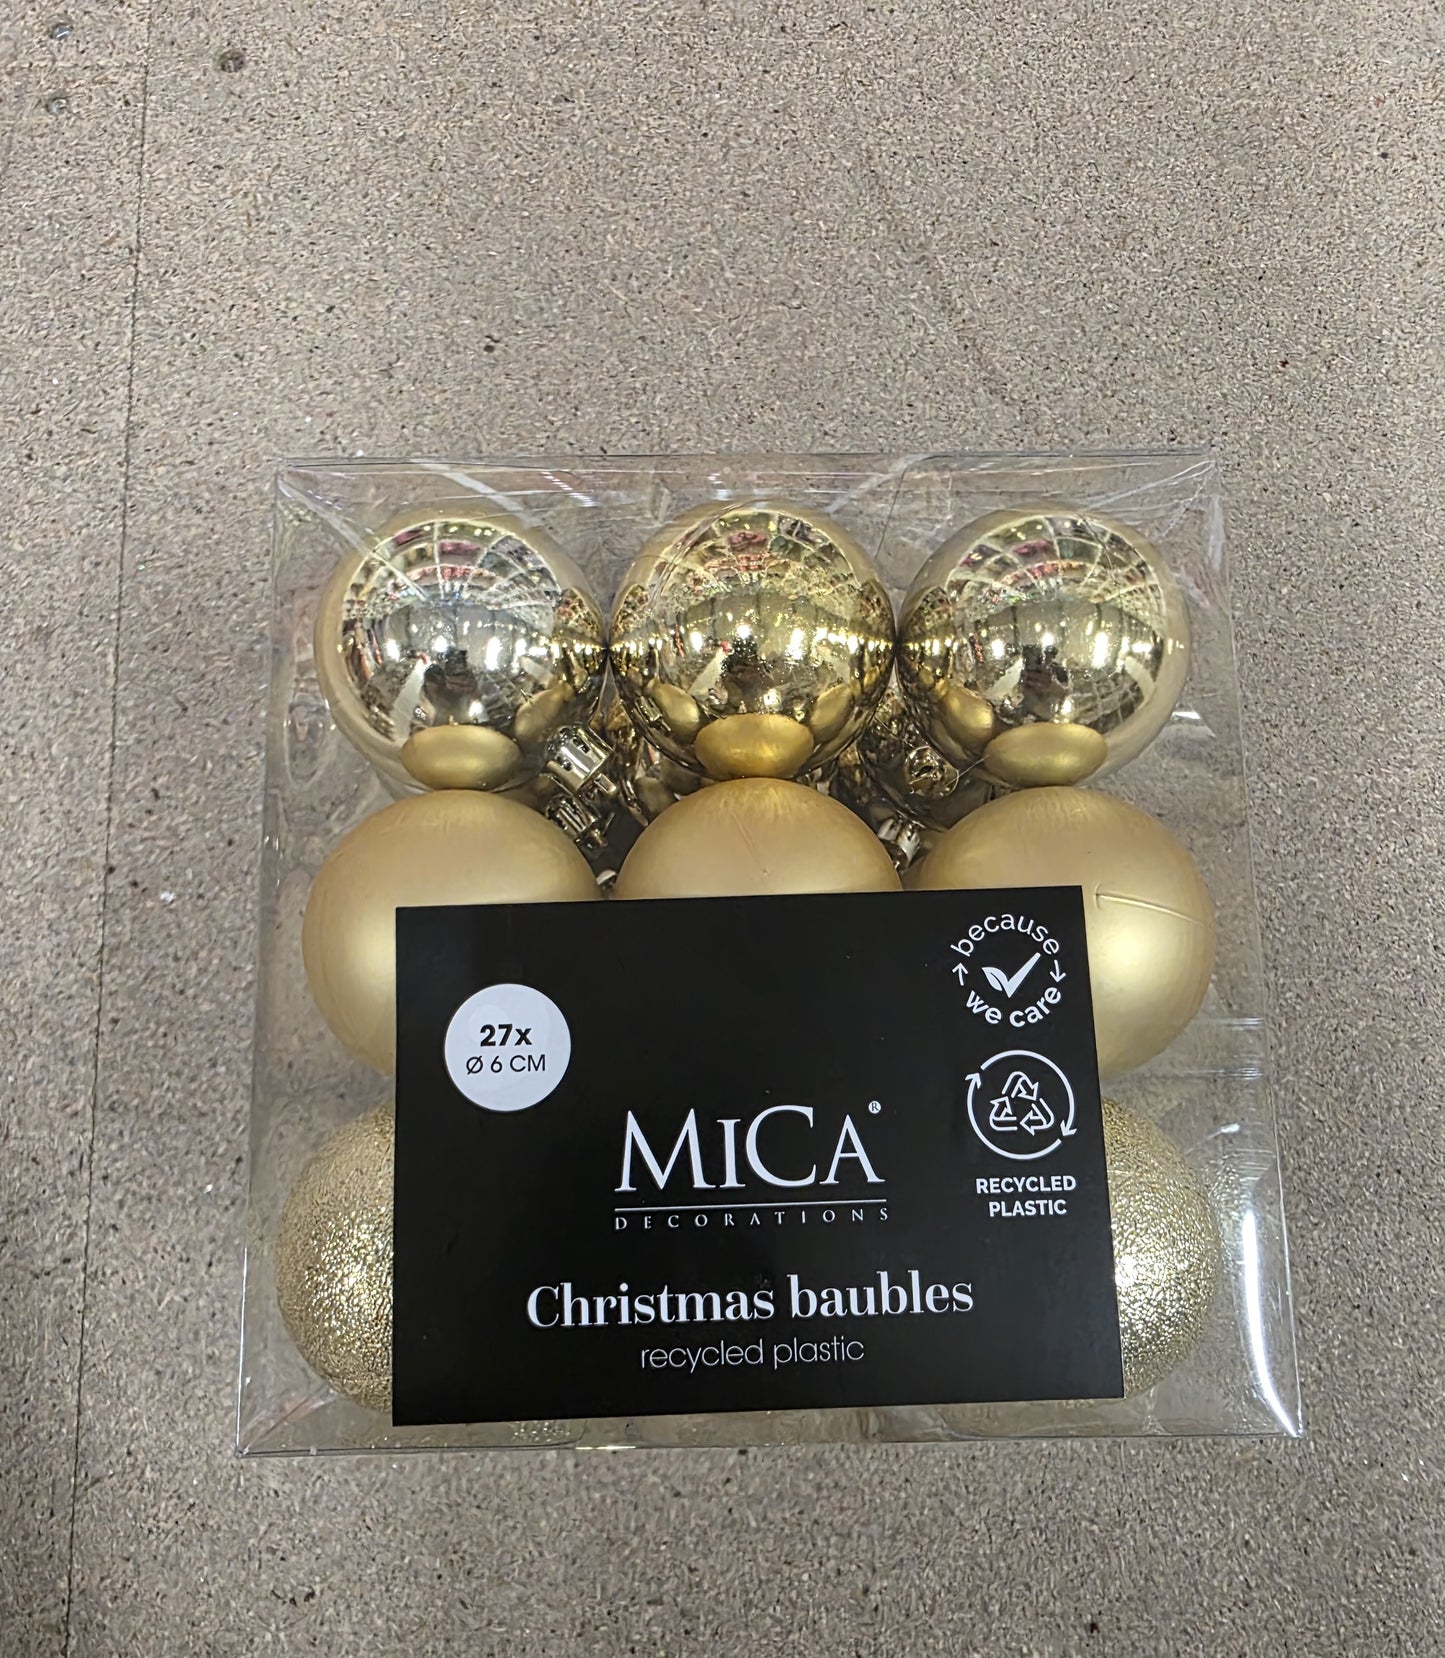 because
we care
27x
Ø 6 CM
MICA®
DECORATIONS
RECYCLED
PLASTIC
Christmas baubles
recycled plastic